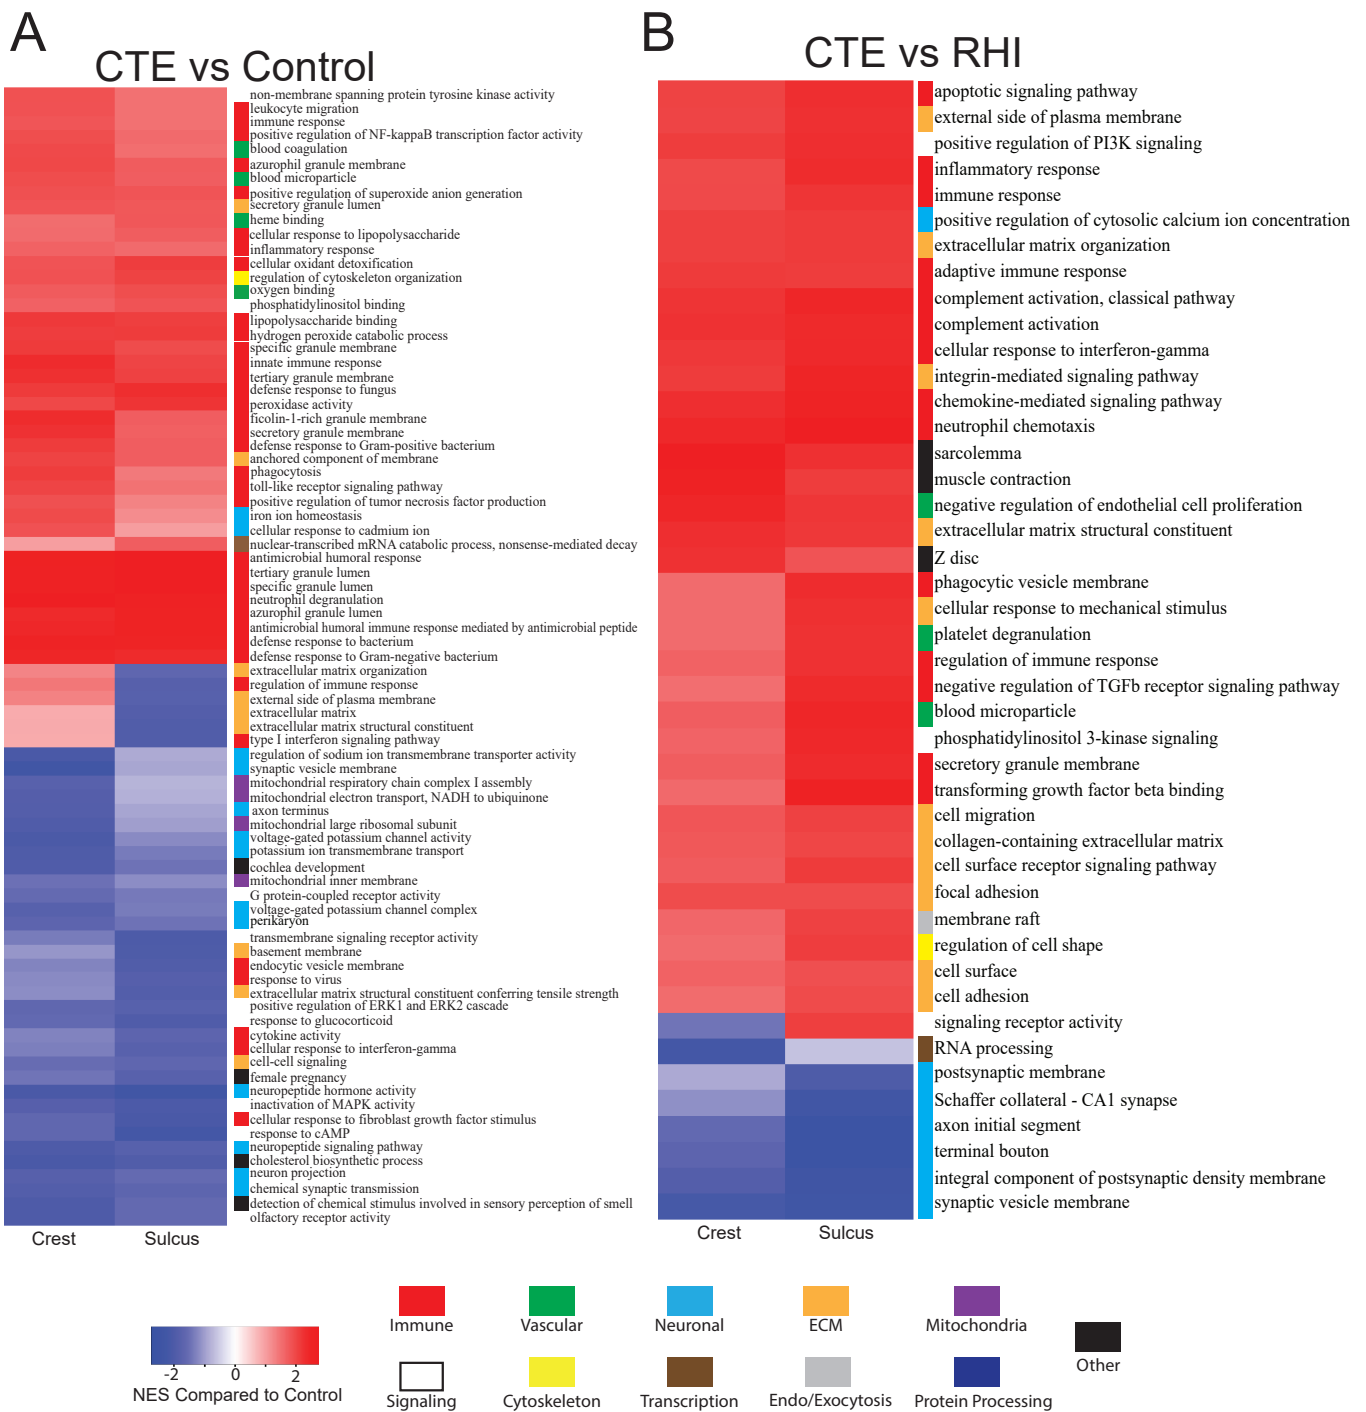 A
CTE vs Control
non-membrane spanning protein tyrosine kinase activity
leukocyte migration
immune response
positive regulation of NF-kappaB transcription factor activity
blood coagulation
azurophil granule membrane
blood microparticle
positive regulation of superoxide anion generation
secretory granule lumen
heme binding
cellular response to lipopolysaccharide
inflammatory response
cellular oxidant detoxification
regulation of cytoskeleton organization
oxygen binding
phosphatidylinositol binding
lipopolysaccharide binding
hydrogen peroxide catabolic process
specific granule membrane
innate immune response
tertiary granule membrane
defense response to fungus
peroxidase activity
ficolin-1-rich granule membrane
secretory granule membrane
defense response to Gram-positive bacterium
anchored component of membrane
phagocytosis
toll-like receptor signaling pathway
positive regulation of tumor necrosis factor production
iron ion homeostasis
cellular response to cadmium ion
nuclear-transcribed mRNA catabolic process, nonsense-mediated decay
antimicrobial humoral response
tertiary granule lumen
specific granule lumen
neutrophil degranulation
azurophil granule lumen
antimicrobial humoral immune response mediated by antimicrobial peptide
defense response to bacterium
defense response to Gram-negative bacterium
extracellular matrix organization
regulation of immune response
external side of plasma membrane
extracellular matrix
extracellular matrix structural constituent
type I interferon signaling pathway
regulation of sodium ion transmembrane transporter activity
synaptic vesicle membrane
mitochondrial respiratory chain complex I assembly
mitochondrial electron transport, NADH to ubiquinone
axon terminus
mitochondrial large ribosomal subunit
voltage-gated potassium channel activity
potassium ion transmembrane transport
cochlea development
mitochondrial inner membrane
G protein-coupled receptor activity
voltage-gated potassium channel complex
perikaryon
transmembrane signaling receptor activity
basement membrane
endocytic vesicle membrane
response to virus
extracellular matrix structural constituent conferring tensile strength
positive regulation of ERK1 and ERK2 cascade
response to glucocorticoid
cytokine activity
cellular response to interferon-gamma
cell-cell signaling
female pregnancy
neuropeptide hormone activity
inactivation of MAPK activity
cellular response to fibroblast growth factor stimulus
response to cAMP
neuropeptide signaling pathway
cholesterol biosynthetic process
neuron projection
chemical synaptic transmission
detection of chemical stimulus involved in sensory perception of smell
olfactory receptor activity
Crest Sulcus
B
CTE vs RHI
apoptotic signaling pathway
external side of plasma membrane
positive regulation of PI3K signaling
inflammatory response
immune response
positive regulation of cytosolic calcium ion concentration
extracellular matrix organization
adaptive immune response
complement activation, classical pathway
complement activation
cellular response to interferon-gamma
integrin-mediated signaling pathway
chemokine-mediated signaling pathway
neutrophil chemotaxis
sarcolemma
muscle contraction
negative regulation of endothelial cell proliferation
extracellular matrix structural constituent
Z disc
phagocytic vesicle membrane
cellular response to mechanical stimulus
platelet degranulation
regulation of immune response
negative regulation of TGFb receptor signaling pathway
blood microparticle
phosphatidylinositol 3-kinase signaling
secretory granule membrane
transforming growth factor beta binding
cell migration
collagen-containing extracellular matrix
cell surface receptor signaling pathway
focal adhesion
membrane raft
regulation of cell shape
cell surface
cell adhesion
signaling receptor activity
RNA processing
postsynaptic membrane
Schaffer collateral - CA1 synapse
axon initial segment
terminal bouton
integral component of postsynaptic density membrane
synaptic vesicle membrane
Crest Sulcus
-2 0 2
NES Compared to Control
Immune Vascular Neuronal ECM Mitochondria
Other
Signaling Cytoskeleton Transcription Endo/Exocytosis Protein Processing